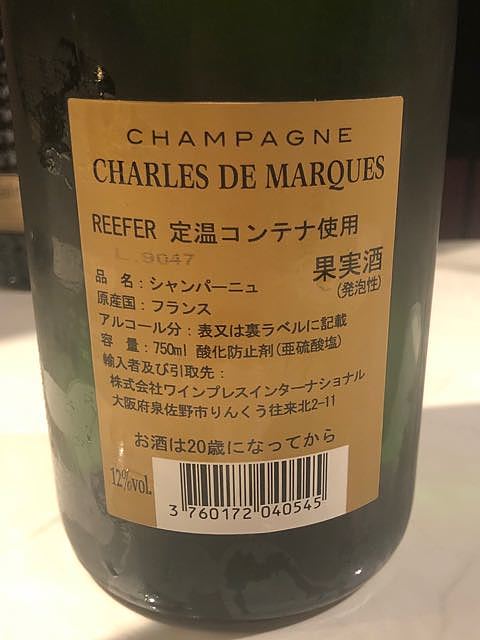 CHAMPAGNE
CHARLES DE MARQUES
REEFER 定温コンテナ使用
L.9047
果実酒
(発泡性)
品 名:シャンパーニュ
原産国:フランス
アルコール分:表又は裏ラベルに記載
容 量:750ml 酸化防止剤(亜硫酸塩)
輸入者及び引取先:
株式会社ワインプレスインターナショナル
大阪府泉佐野市りんくう往来北2-11
お酒は20歳になってから
12%vol.
3 760172 040545